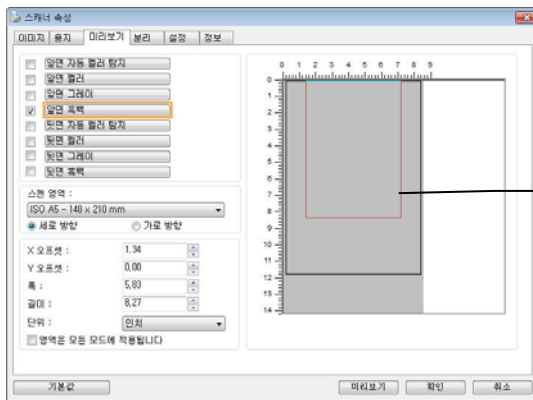 스캐너 속성
이미지 용지 미리보기 분리 설정 정보
앞면 자동 컬러 탐지
앞면 컬러
앞면 그레이
앞면 흑백
뒷면 자동 컬러 탐지
뒷면 컬러
뒷면 그레이
뒷면 흑백
스캔 영역 :
ISO A5 - 148 x 210 mm
세로 방향 가로 방향
X 오프셋 : 1,34
Y 오프셋 : 0,00
폭 : 5,83
길이 : 8,27
단위 : 인치
영역은 모든 모드에 적용됩니다
0 1 2 3 4 5 6 7 8 9
0
1
2
3
4
5
6
7
8
9
10
11
12
13
14
기본값 미리보기 확인 취소